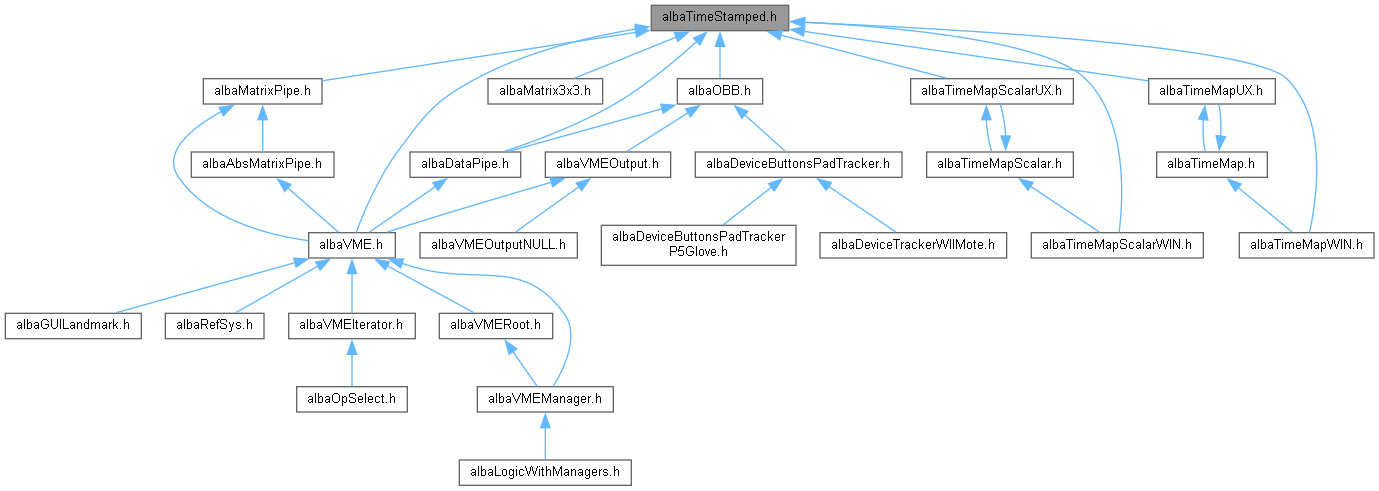 albaTimeStamped.h
albaMatrixPipe.h
albaMatrix3x3.h
albaOBB.h
albaTimeMapScalarUX.h
albaTimeMapUX.h
albaAbsMatrixPipe.h
albaDataPipe.h
albaVMEOutput.h
albaDeviceButtonsPadTracker.h
albaTimeMapScalar.h
albaTimeMap.h
albaVME.h
albaVMEOutputNULL.h
albaDeviceButtonsPadTracker
P5Glove.h
albaDeviceTrackerWIIMote.h
albaTimeMapScalarWIN.h
albaTimeMapWIN.h
albaGUILandmark.h
albaRefSys.h
albaVMEIterator.h
albaVMERoot.h
albaOpSelect.h
albaVMEManager.h
albaLogicWithManagers.h